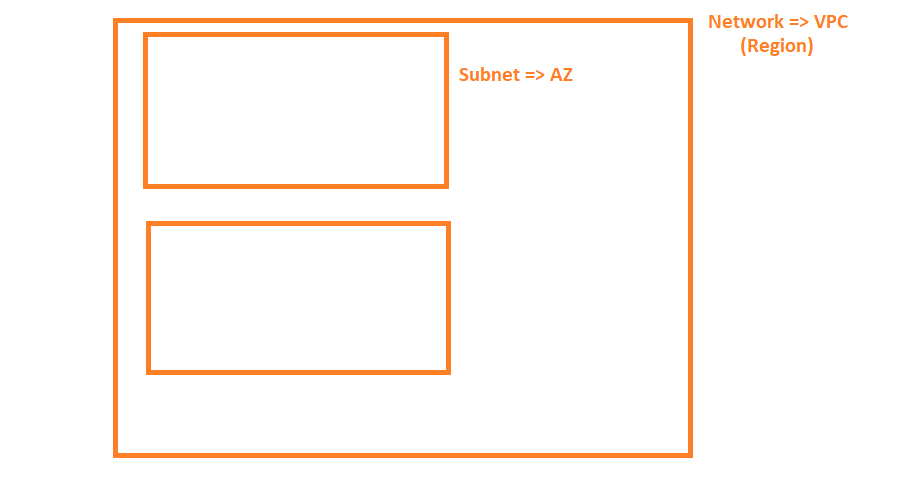 Network => VPC
(Region)
Subnet => AZ